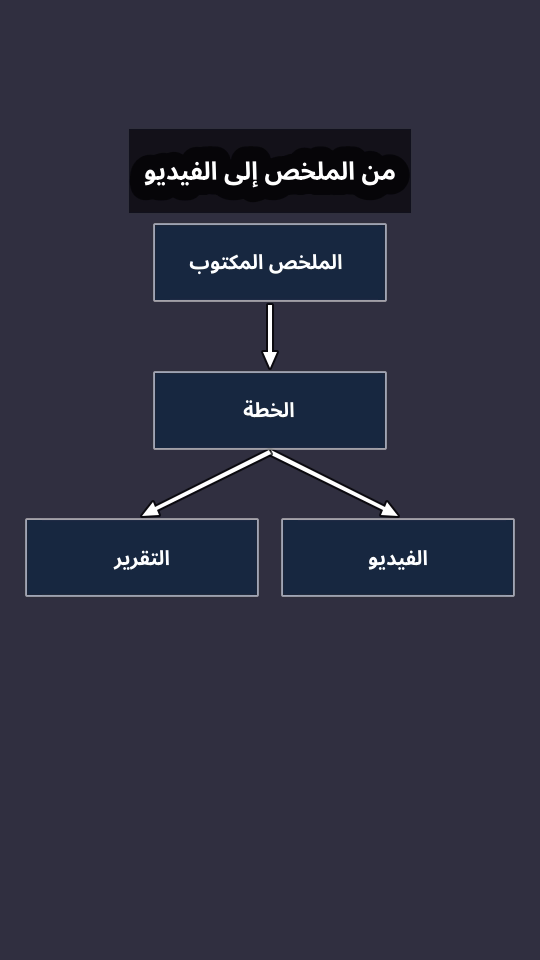 من الملخص إلى الفيديو
الملخص المكتوب
الخطة
الفيديو
التقرير